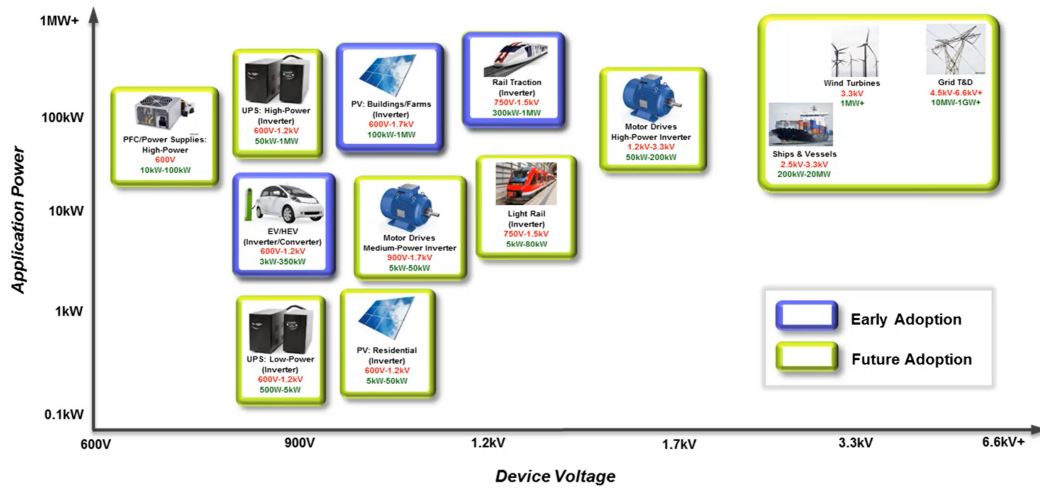 1MW+
100kW
10kW
1kW
0.1kW
Application Power
600V
900V
1.2kV
1.7kV
3.3kV
6.6kV+
Device Voltage
PFC/Power Supplies:
High-Power
600V
10kW-100kW
UPS: High-Power
(Inverter)
600V-1.2kV
50kW-1MW
PV: Buildings/Farms
(Inverter)
600V-1.7kV
100kW-1MW
Rail Traction
(Inverter)
750V-1.5kV
300kW-1MW
Motor Drives
High-Power Inverter
1.2kV-3.3kV
50kW-200kW
Wind Turbines
3.3kV
1MW+
Grid T&D
4.5kV-6.6kV+
10MW-1GW+
Ships & Vessels
2.5kV-3.3kV
200kW-20MW
EV/HEV
(Inverter/Converter)
600V-1.2kV
3kW-350kW
Motor Drives
Medium-Power Inverter
900V-1.7kV
5kW-50kW
Light Rail
(Inverter)
750V-1.5kV
5kW-80kW
UPS: Low-Power
(Inverter)
600V-1.2kV
500W-5kW
PV: Residential
(Inverter)
600V-1.2kV
5kW-50kW
Early Adoption
Future Adoption